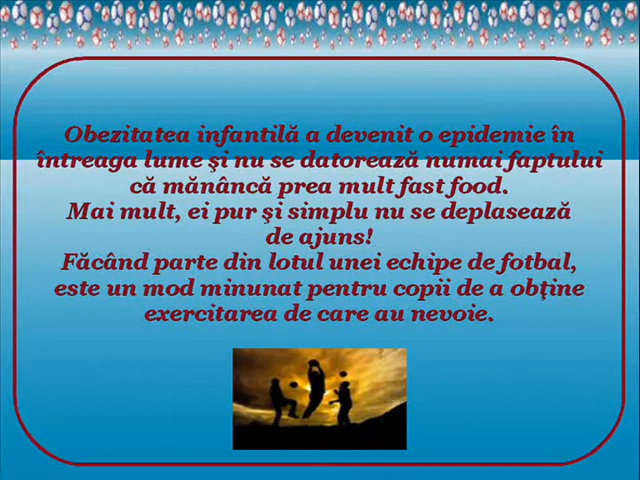 Obezitatea infantilă a devenit o epidemie în
întreaga lume şi nu se datorează numai faptului
că mănâncă prea mult fast food.
Mai mult, ei pur şi simplu nu se deplasează
de ajuns!
Făcând parte din lotul unei echipe de fotbal,
este un mod minunat pentru copii de a obţine
exercitarea de care au nevoie.